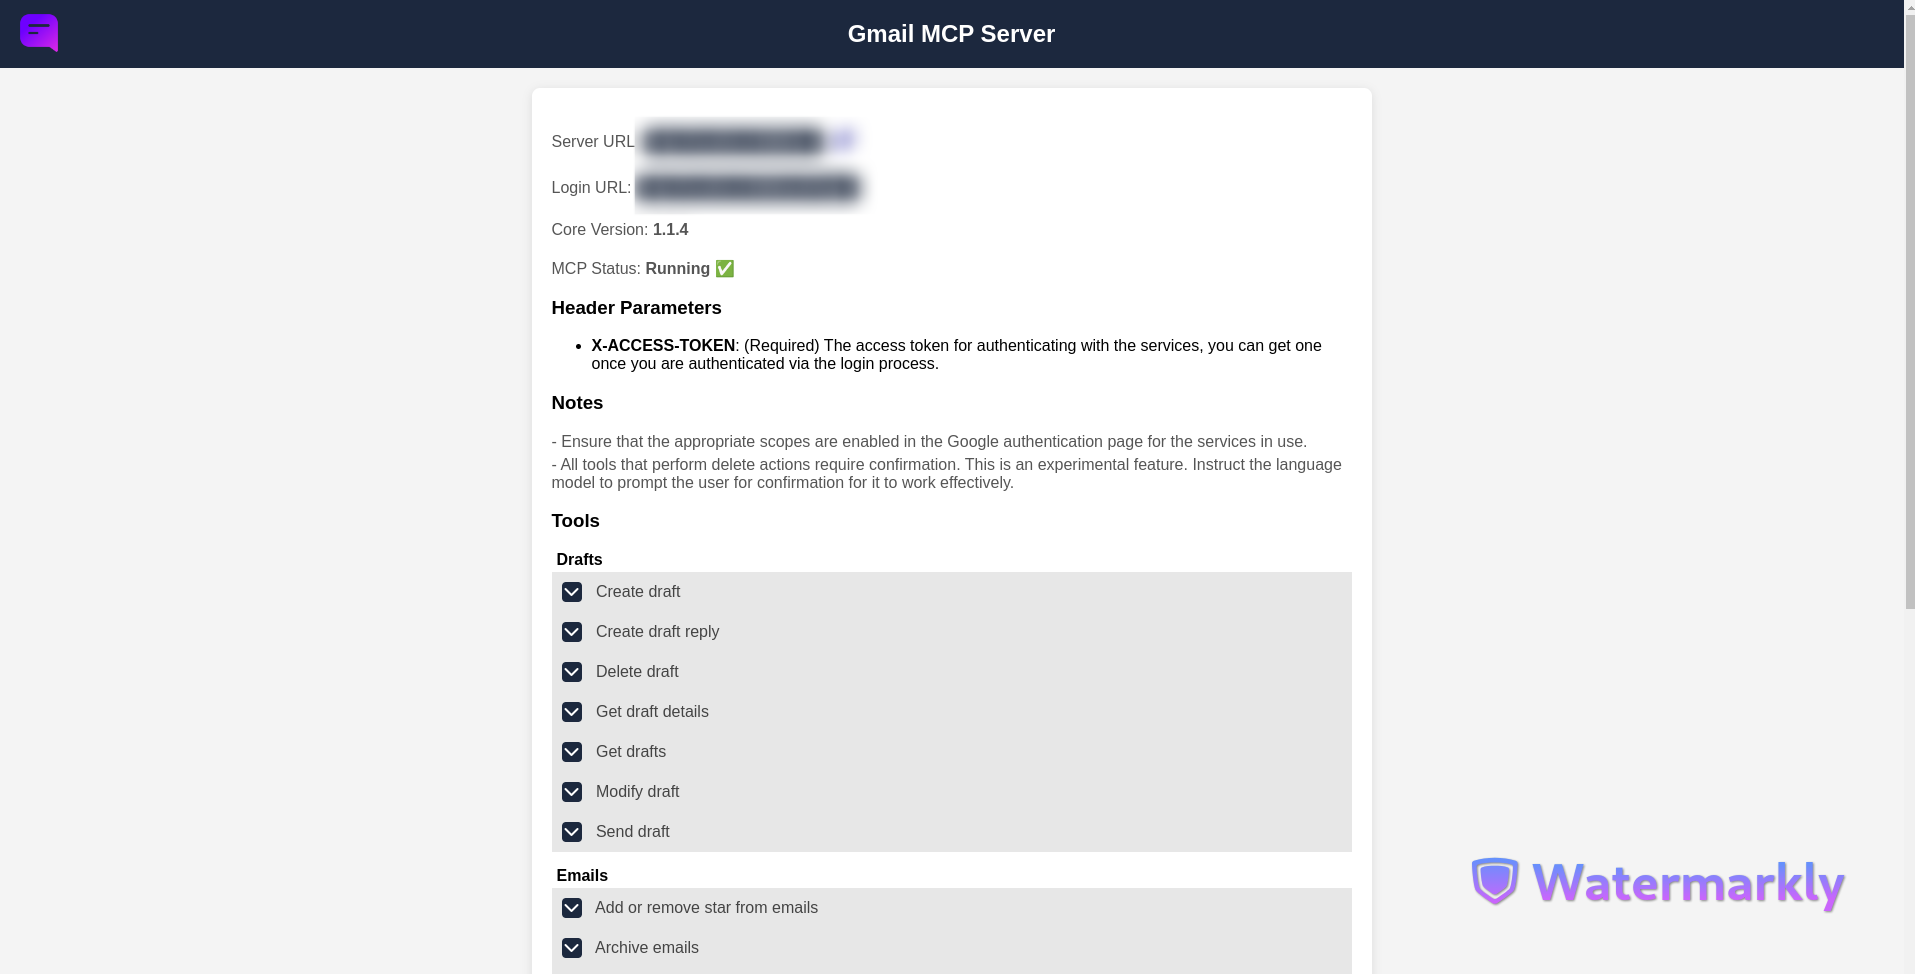 Gmail MCP Server
Server URL
Login URL:
Core Version: 1.1.4
MCP Status: Running ✅
Header Parameters
• X-ACCESS-TOKEN: (Required) The access token for authenticating with the services, you can get one
once you are authenticated via the login process.
Notes
- Ensure that the appropriate scopes are enabled in the Google authentication page for the services in use.
- All tools that perform delete actions require confirmation. This is an experimental feature. Instruct the language
model to prompt the user for confirmation for it to work effectively.
Tools
Drafts
Create draft
Create draft reply
Delete draft
Get draft details
Get drafts
Modify draft
Send draft
Emails
Add or remove star from emails
Archive emails
Watermarkly